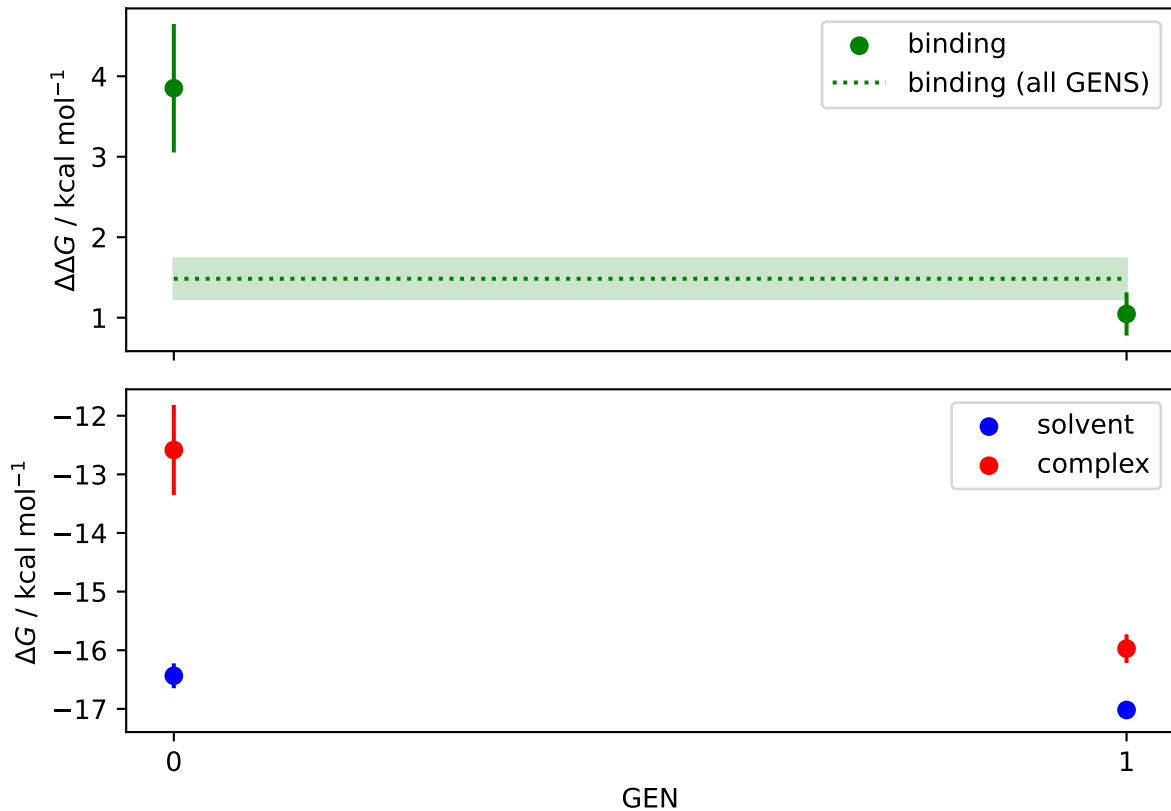 binding
binding (all GENS)
ΔΔG / kcal mol⁻¹
4
3
2
1
solvent
complex
ΔG / kcal mol⁻¹
−12
−13
−14
−15
−16
−17
0
1
GEN